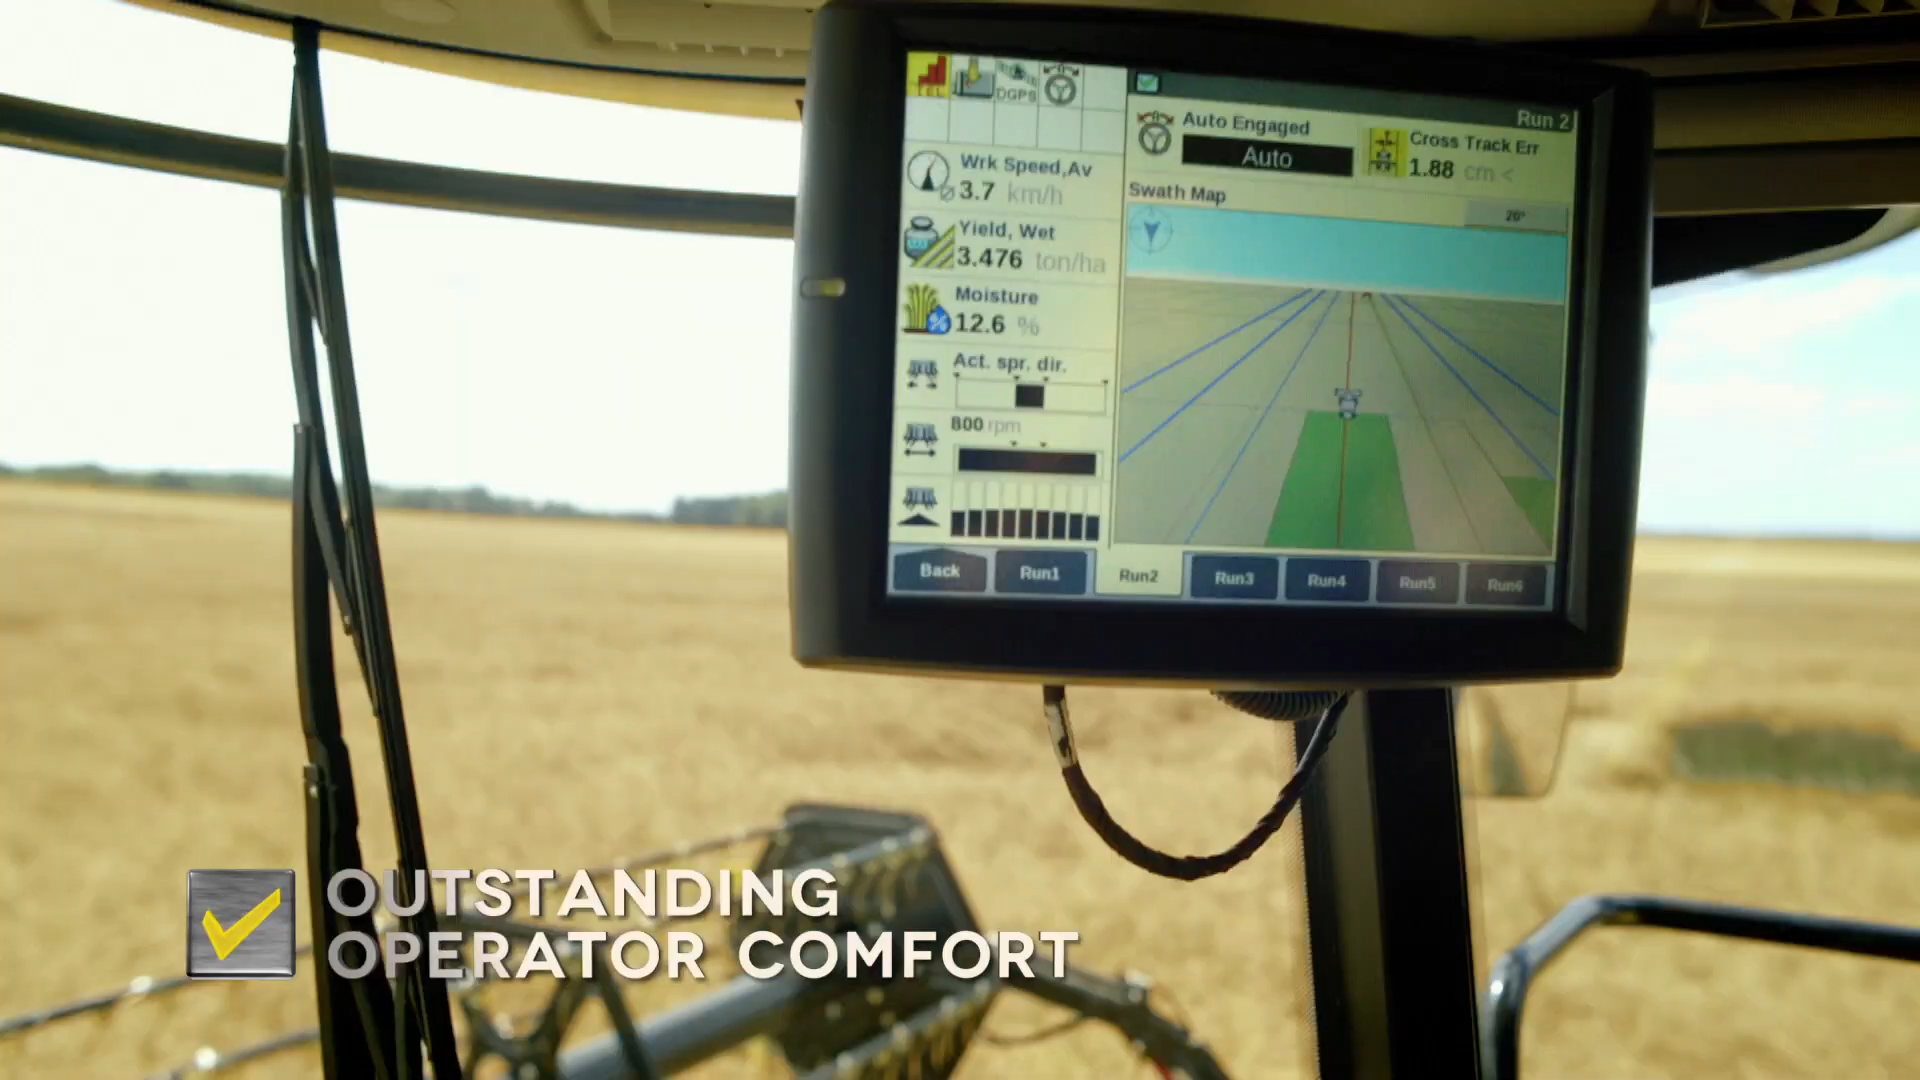 TEL
DGPS
Run 2
Auto Engaged
Auto
Cross Track Err
1.88 cm <
Wrk Speed,Av
3.7 km/h
Swath Map
20°
Yield, Wet
3.476 ton/ha
Moisture
12.6 %
Act. spr. dir.
800 rpm
Back
Run1
Run2
Run3
Run4
Run5
Run6
OUTSTANDING
OPERATOR COMFORT